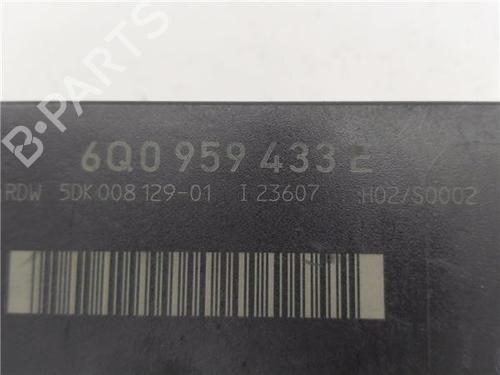 6Q0 959 433 E
RDW 5DK 008 129-01 I 23607 H02/S0002
B-PARTS